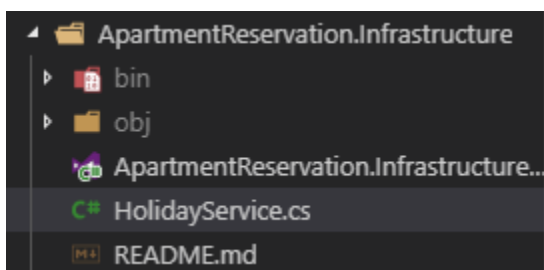 ApartmentReservation.Infrastructure
bin
obj
ApartmentReservation.Infrastructure...
C# HolidayService.cs
M↓ README.md